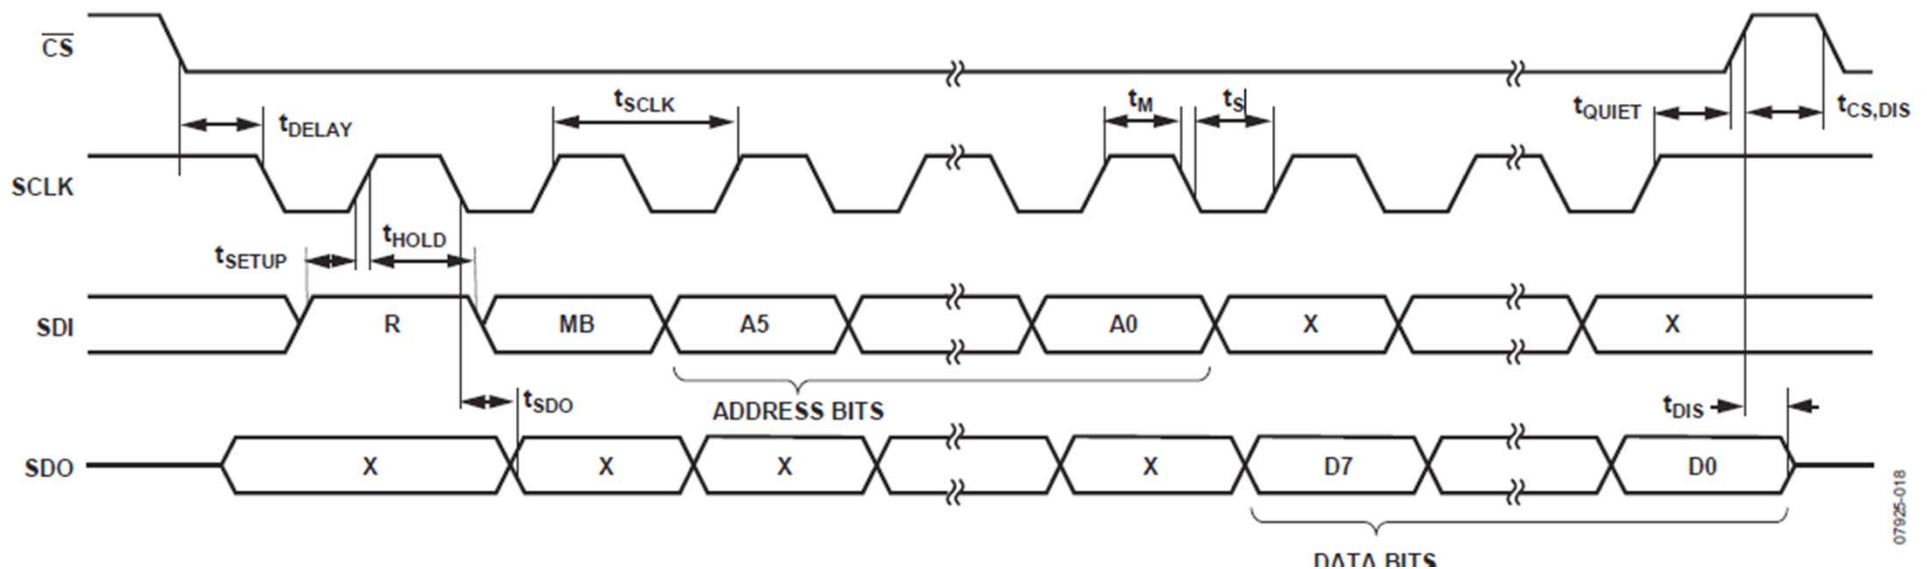 CS
tDELAY
tSCLK
tM
tS
tQUIET
tCS,DIS
SCLK
tSETUP
tHOLD
SDI
R
MB
A5
A0
X
X
tSDO
ADDRESS BITS
tDIS
SDO
X
X
X
X
D7
D0
DATA BITS
07925-018